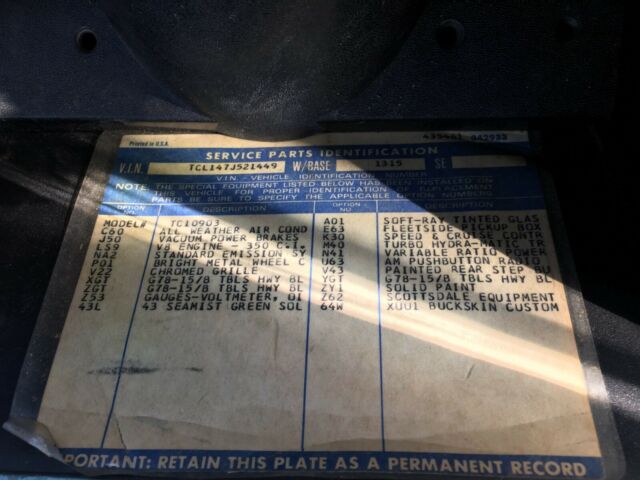 Printed in U.S.A.
SERVICE PARTS IDENTIFICATION
V.I.N. TCL147J521449 W/BASE 1315 SE
V.I.N. - VEHICLE IDENTIFICATION NUMBER
NOTE: THE SPECIAL EQUIPMENT LISTED BELOW HAS BEEN INSTALLED ON
THIS VEHICLE FOR PROPER IDENTIFICATION OF REPLACEMENT
PARTS BE SURE TO SPECIFY THE APPLICABLE OPTION NUMBERS
OPTION NO. DESCRIPTION OPTION NO. DESCRIPTION
MODEL# TC10903 A01 SOFT-RAY TINTED GLAS
C60 ALL WEATHER AIR COND E63 FLEETSIDE PICKUP BOX
J50 VACUUM POWER BRAKES K30 SPEED & CRUISE CONTR
LS9 V8 ENGINE - 350 C.I. M40 TURBO HYDRA-MATIC TR
NA2 STANDARD EMISSION SY N41 VARIABLE RATIO POWER
P01 BRIGHT METAL WHEEL C U63 AM PUSHBUTTON RADIO
V22 CHROMED GRILLE V43 PAINTED REAR STEP BU
XGT G78-15/B TBLS HWY BL YGT G78-15/B TBLS HWY BL
ZGT G78-15/B TBLS HWY BL ZY1 SOLID PAINT
Z53 GAUGES-VOLTMETER, OI Z62 SCOTTSDALE EQUIPMENT
43L 43 SEAMIST GREEN SOL 64W XU01 BUCKSKIN CUSTOM
PORTANT: RETAIN THIS PLATE AS A PERMANENT RECORD